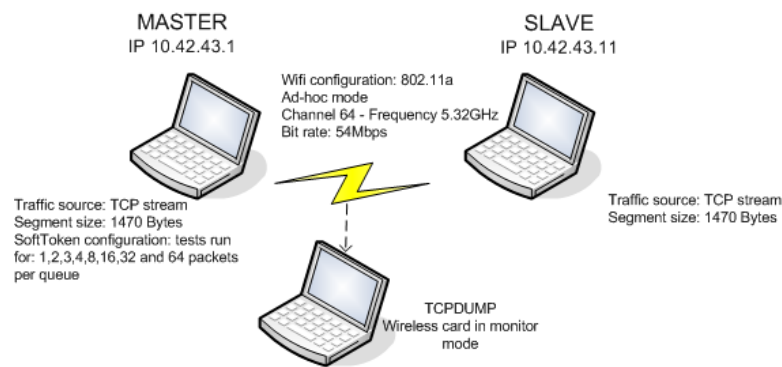 MASTER
IP 10.42.43.1
SLAVE
IP 10.42.43.11
Wifi configuration: 802.11a
Ad-hoc mode
Channel 64 - Frequency 5.32GHz
Bit rate: 54Mbps
Traffic source: TCP stream
Segment size: 1470 Bytes
SoftToken configuration: tests run
for: 1,2,3,4,8,16,32 and 64 packets
per queue
Traffic source: TCP stream
Segment size: 1470 Bytes
TCPDUMP
Wireless card in monitor
mode